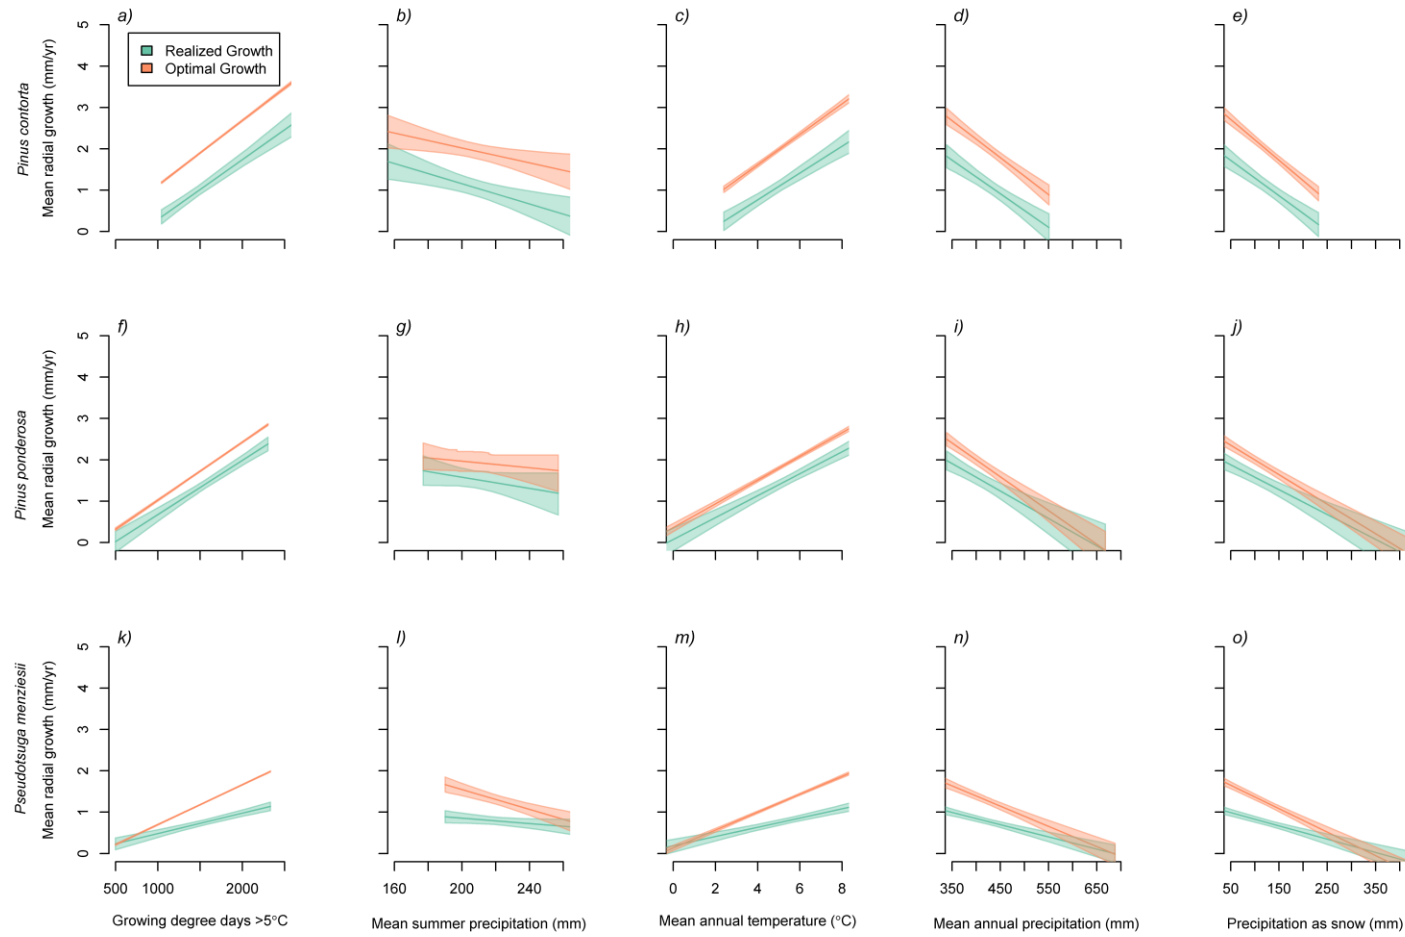 a)
b)
c)
d)
e)
Realized Growth
Optimal Growth
Pinus contorta
Mean radial growth (mm/yr)
0 1 2 3 4 5
f)
g)
h)
i)
j)
Pinus ponderosa
Mean radial growth (mm/yr)
0 1 2 3 4 5
k)
l)
m)
n)
o)
Pseudotsuga menziesii
Mean radial growth (mm/yr)
0 1 2 3 4 5
500 1000 2000
160 200 240
0 2 4 6 8
350 450 550 650
50 150 250 350
Growing degree days >5°C
Mean summer precipitation (mm)
Mean annual temperature (°C)
Mean annual precipitation (mm)
Precipitation as snow (mm)